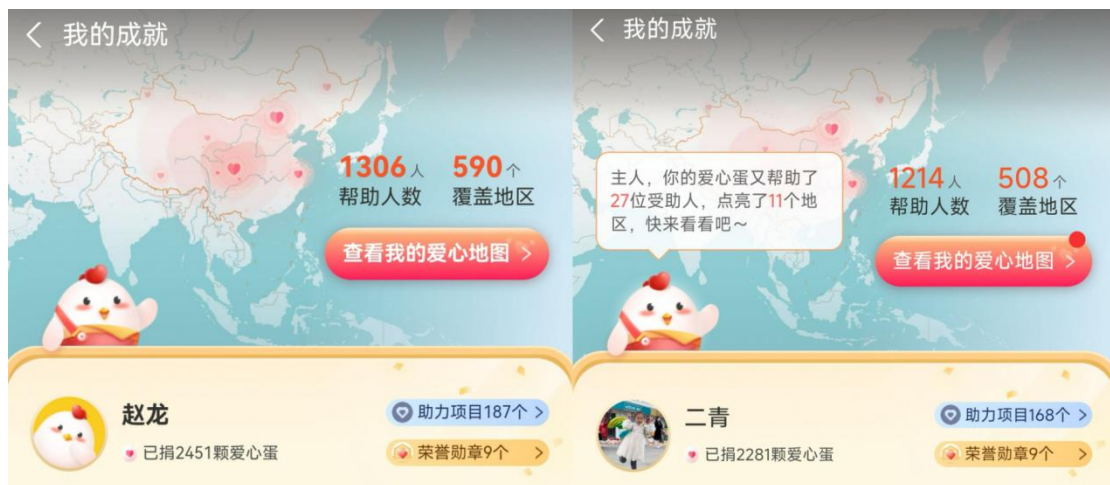 我的成就
1306人 590个
帮助人数 覆盖地区
查看我的爱心地图
赵龙
助力项目187个
已捐2451颗爱心蛋
荣誉勋章9个
我的成就
主人，你的爱心蛋又帮助了
27位受助人，点亮了11个地
区，快来看看吧～
1214人 508个
帮助人数 覆盖地区
查看我的爱心地图
二青
助力项目168个
已捐2281颗爱心蛋
荣誉勋章9个